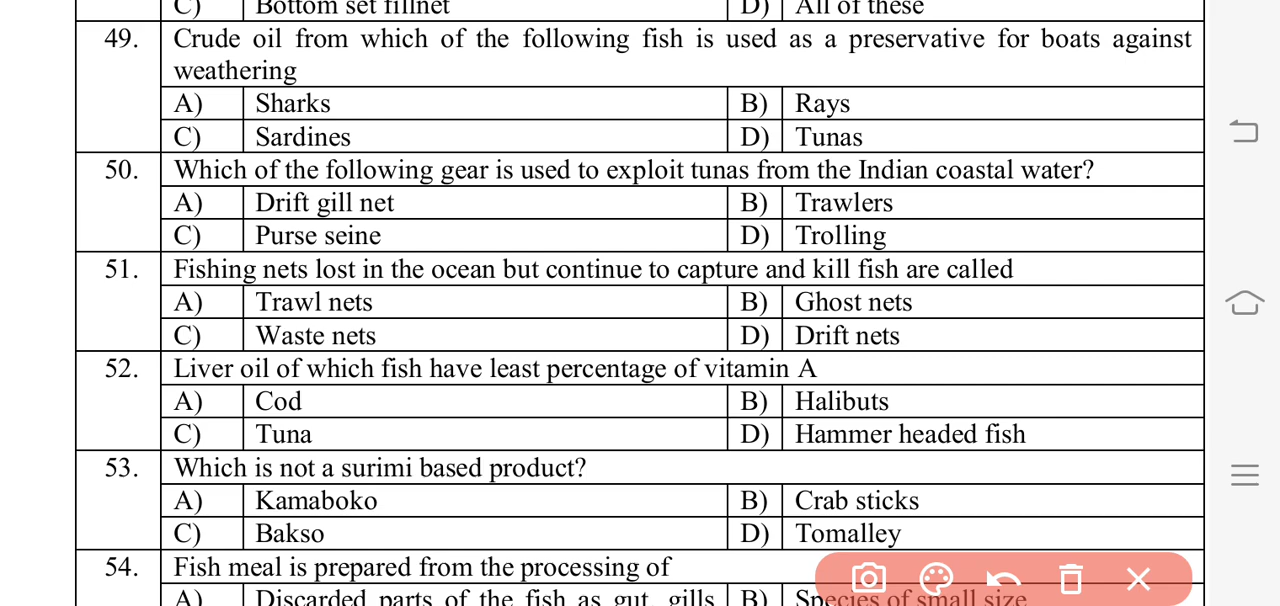 C) Bottom set fillnet D) All of these
49. Crude oil from which of the following fish is used as a preservative for boats against
weathering
A) Sharks B) Rays
C) Sardines D) Tunas
50. Which of the following gear is used to exploit tunas from the Indian coastal water?
A) Drift gill net B) Trawlers
C) Purse seine D) Trolling
51. Fishing nets lost in the ocean but continue to capture and kill fish are called
A) Trawl nets B) Ghost nets
C) Waste nets D) Drift nets
52. Liver oil of which fish have least percentage of vitamin A
A) Cod B) Halibuts
C) Tuna D) Hammer headed fish
53. Which is not a surimi based product?
A) Kamaboko B) Crab sticks
C) Bakso D) Tomalley
54. Fish meal is prepared from the processing of
A) Discarded parts of the fish as gut, gills B) Species of small size